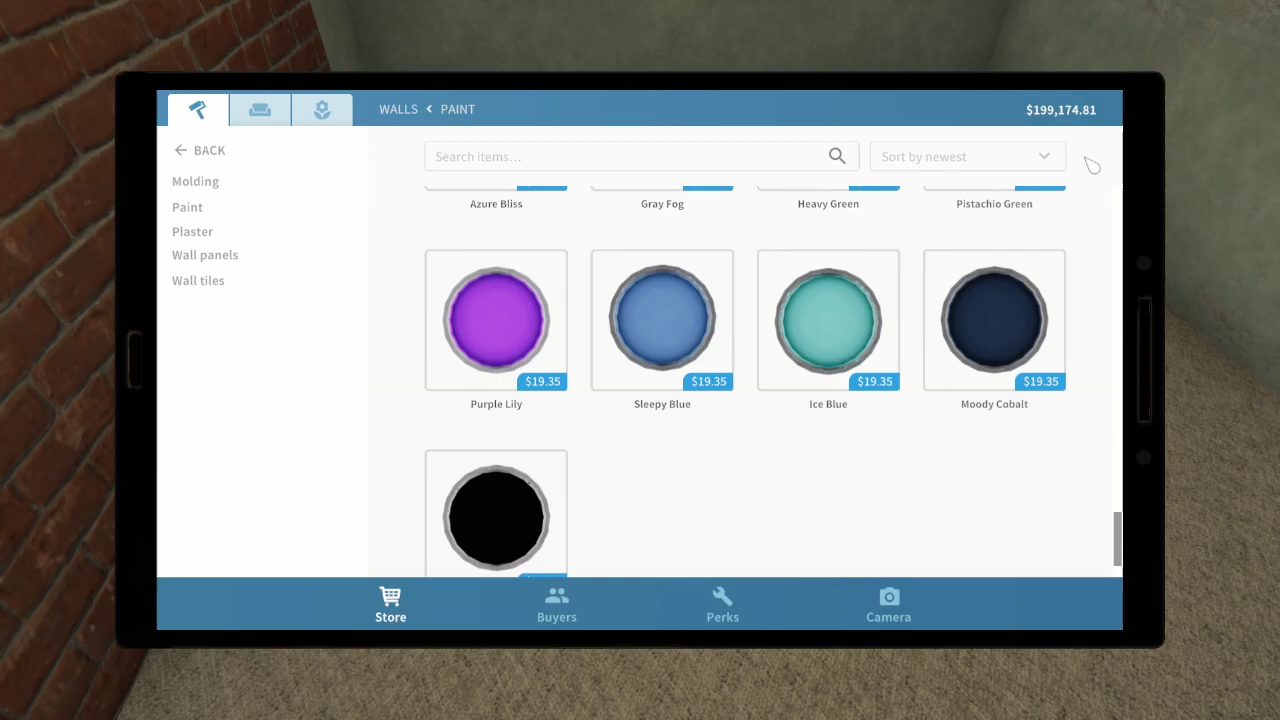 WALLS < PAINT
$199,174.81
BACK
Molding
Paint
Plaster
Wall panels
Wall tiles
Search items...
Sort by newest
Azure Bliss
Gray Fog
Heavy Green
Pistachio Green
$19.35
$19.35
$19.35
$19.35
Purple Lily
Sleepy Blue
Ice Blue
Moody Cobalt
Store
Buyers
Perks
Camera